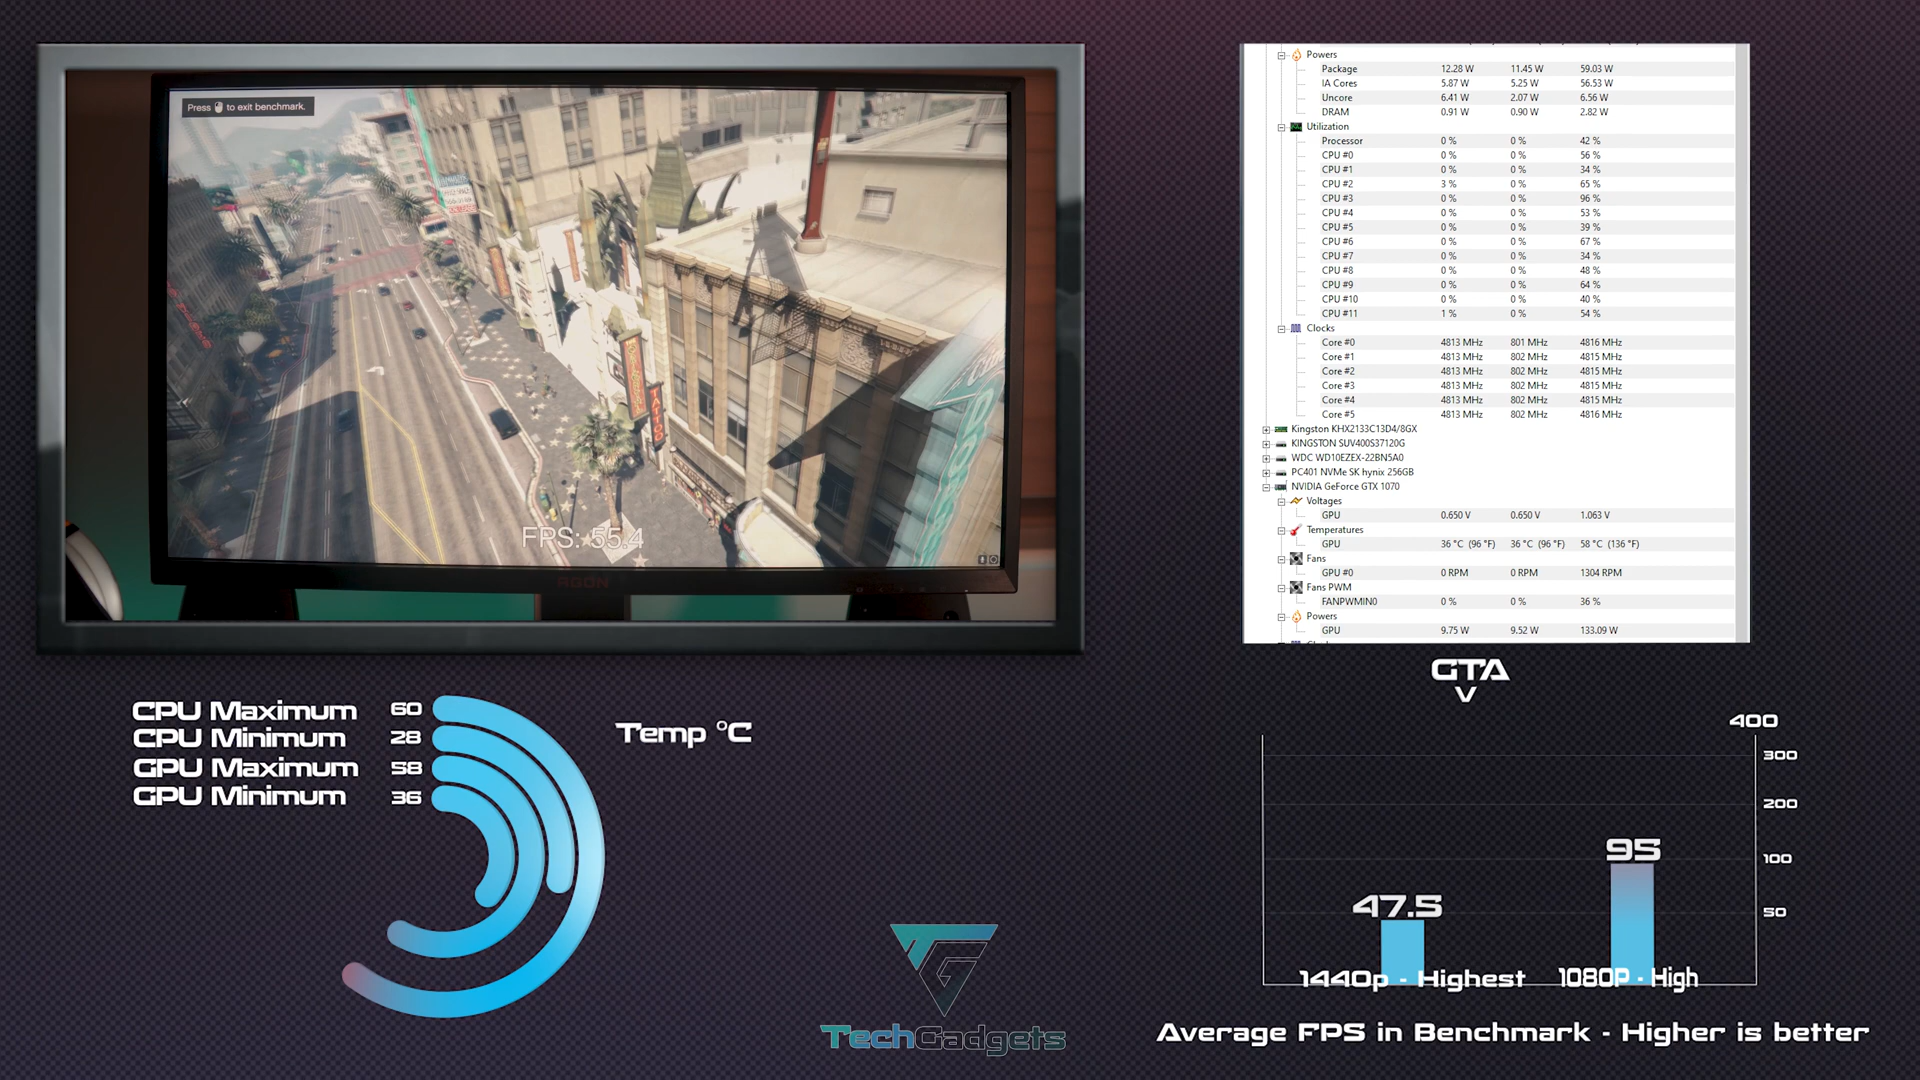 Press to exit benchmark.
TATTOO
FPS: 55.4
AGON
Powers
Package 12.28 W 11.45 W 59.03 W
IA Cores 5.87 W 5.25 W 56.53 W
Uncore 6.41 W 2.07 W 6.56 W
DRAM 0.91 W 0.90 W 2.82 W
Utilization
Processor 0 % 0 % 42 %
CPU #0 0 % 0 % 56 %
CPU #1 0 % 0 % 34 %
CPU #2 3 % 0 % 65 %
CPU #3 0 % 0 % 96 %
CPU #4 0 % 0 % 53 %
CPU #5 0 % 0 % 39 %
CPU #6 0 % 0 % 67 %
CPU #7 0 % 0 % 34 %
CPU #8 0 % 0 % 48 %
CPU #9 0 % 0 % 64 %
CPU #10 0 % 0 % 40 %
CPU #11 1 % 0 % 54 %
Clocks
Core #0 4813 MHz 801 MHz 4816 MHz
Core #1 4813 MHz 802 MHz 4815 MHz
Core #2 4813 MHz 802 MHz 4815 MHz
Core #3 4813 MHz 802 MHz 4815 MHz
Core #4 4813 MHz 802 MHz 4815 MHz
Core #5 4813 MHz 802 MHz 4816 MHz
Kingston KHX2133C13D4/8GX
KINGSTON SUV400S37120G
WDC WD10EZEX-22BN5A0
PC401 NVMe SK hynix 256GB
NVIDIA GeForce GTX 1070
Voltages
GPU 0.650 V 0.650 V 1.063 V
Temperatures
GPU 36 °C (96 °F) 36 °C (96 °F) 58 °C (136 °F)
Fans
GPU #0 0 RPM 0 RPM 1304 RPM
Fans PWM
FANPWMIN0 0 % 0 % 36 %
Powers
GPU 9.75 W 9.52 W 133.09 W
CPU Maximum 60
CPU Minimum 28
GPU Maximum 58
GPU Minimum 36
Temp °C
TG
TechGadgets
GTA
V
400
300
200
100
50
47.5
95
1440p - Highest
1080P - High
Average FPS in Benchmark - Higher is better